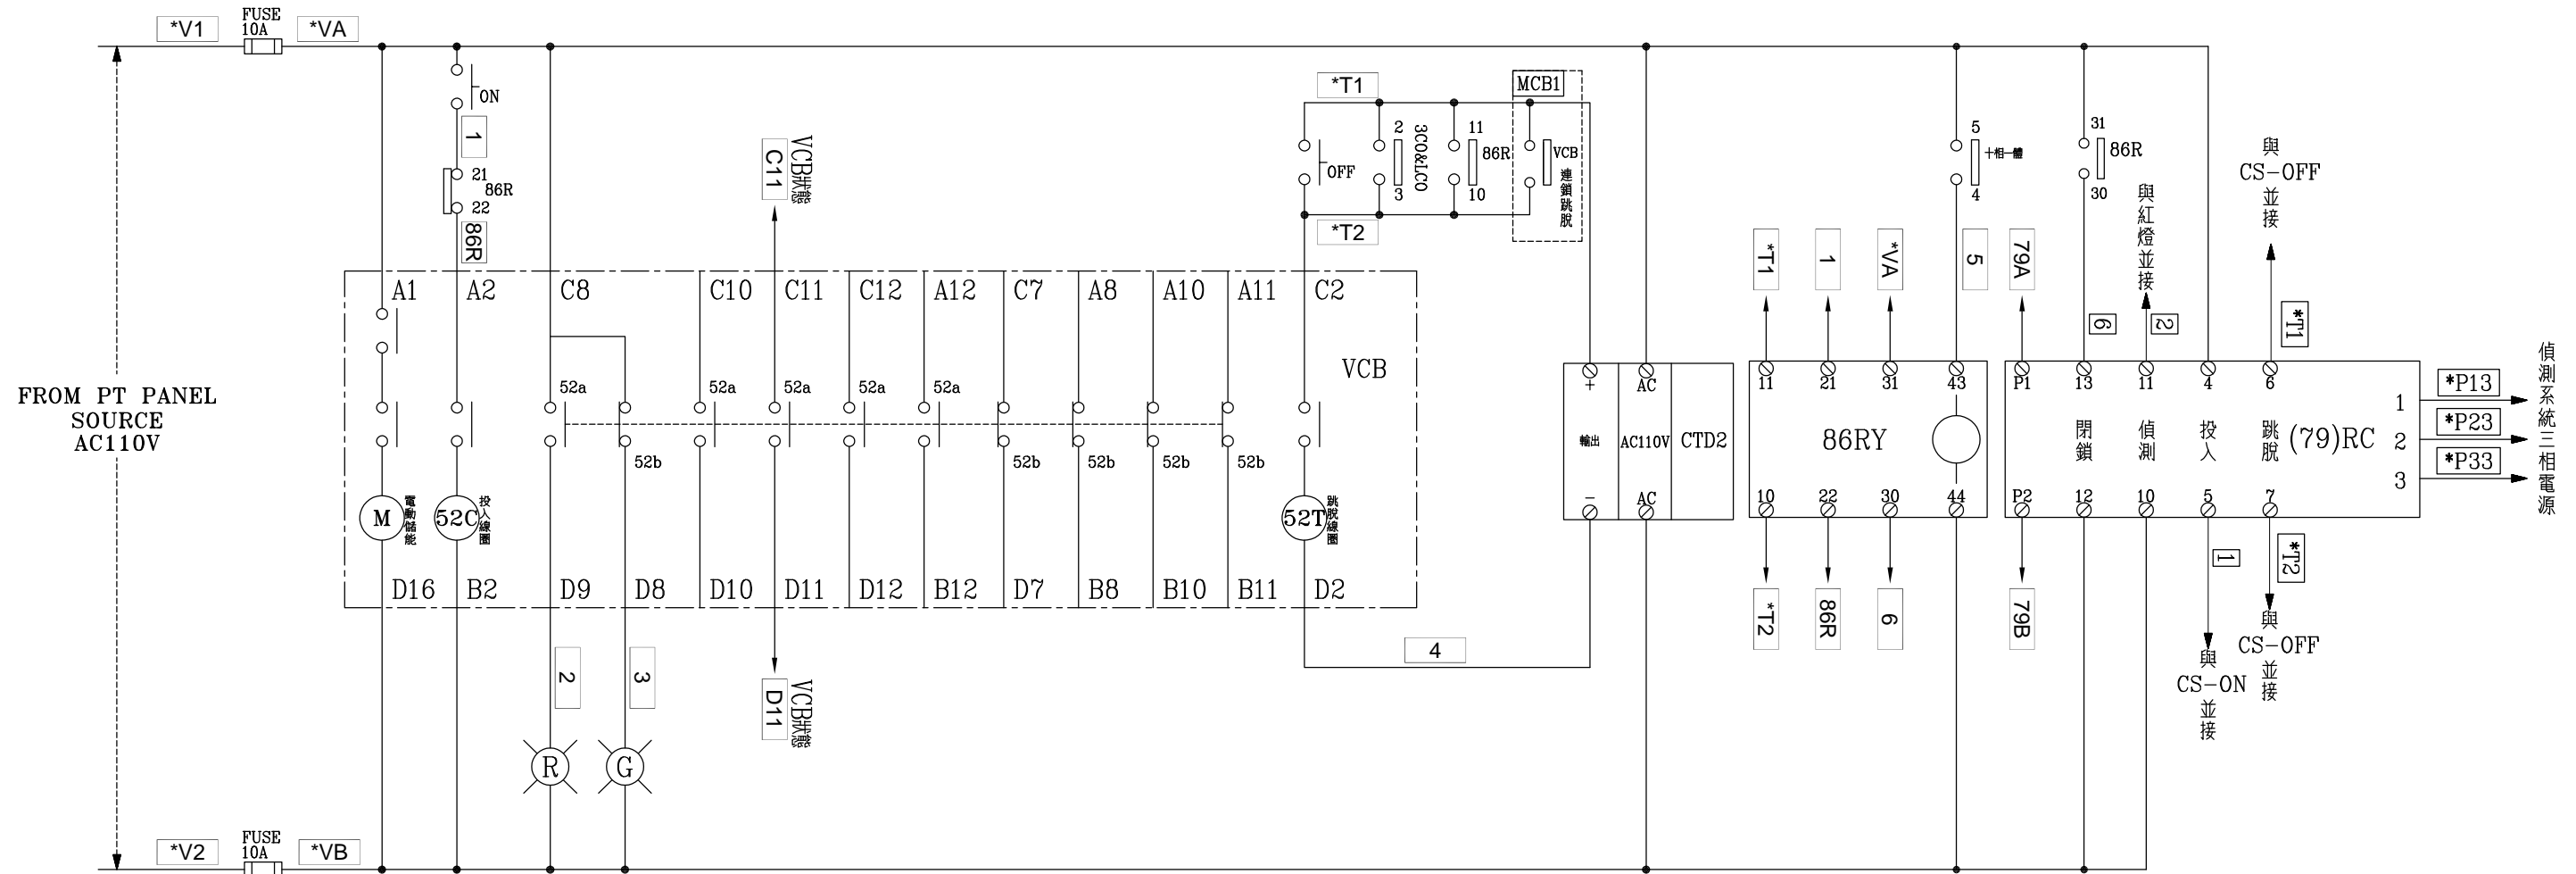 *V1
FUSE
10A
*VA
ON
1
21
86R
22
86R
FROM PT PANEL
SOURCE
AC110V
VCB狀態
C11
*T1
OFF
2
3CO&LCO
3
11
86R
10
MCB1
VCB
連鎖跳脫
*T2
5
十相一體
4
31
86R
30
與
CS-OFF
並接
與紅燈並接
*T1
1
*VA
5
79A
6
2
*T1
A1
A2
C8
C10
C11
C12
A12
C7
A8
A10
A11
C2
VCB
52a
52a
52a
52a
52a
52b
52b
52b
52b
52b
M
電動儲能
52C
投入線圈
52T
跳脫線圈
D16
B2
D9
D8
D10
D11
D12
B12
D7
B8
B10
B11
D2
+
AC
輸出
AC110V
CTD2
-
AC
11
21
31
43
86RY
10
22
30
44
P1
13
11
4
6
閉鎖
偵測
投入
跳脫
(79)RC
1
2
3
P2
12
10
5
7
*P13
*P23
*P33
偵測系統三相電源
*T2
86R
6
79B
1
*T2
與
CS-ON
並接
與
CS-OFF
並接
4
2
3
D11
VCB狀態
R
G
*V2
FUSE
10A
*VB